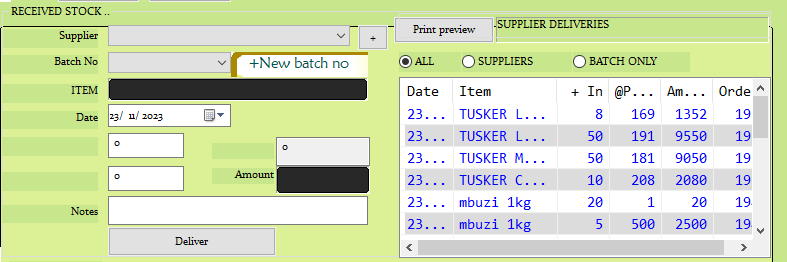 RECEIVED STOCK ..
Supplier
+
Batch No
+New batch no
ITEM
Date
23/ 11/ 2023
0
0
0
Amount
Notes
Deliver
Print preview
SUPPLIER DELIVERIES
ALL
SUPPLIERS
BATCH ONLY
Date Item + In @P... Am... Orde
23... TUSKER L... 8 169 1352 19
23... TUSKER L... 50 191 9550 19
23... TUSKER M... 50 181 9050 19
23... TUSKER C... 10 208 2080 19
23... mbuzi 1kg 20 1 20 19
23... mbuzi 1kg 5 500 2500 19